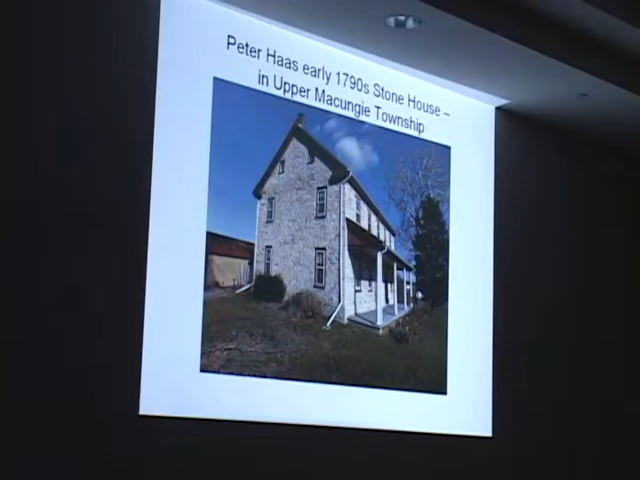 Peter Haas early 1790s Stone House –
in Upper Macungie Township